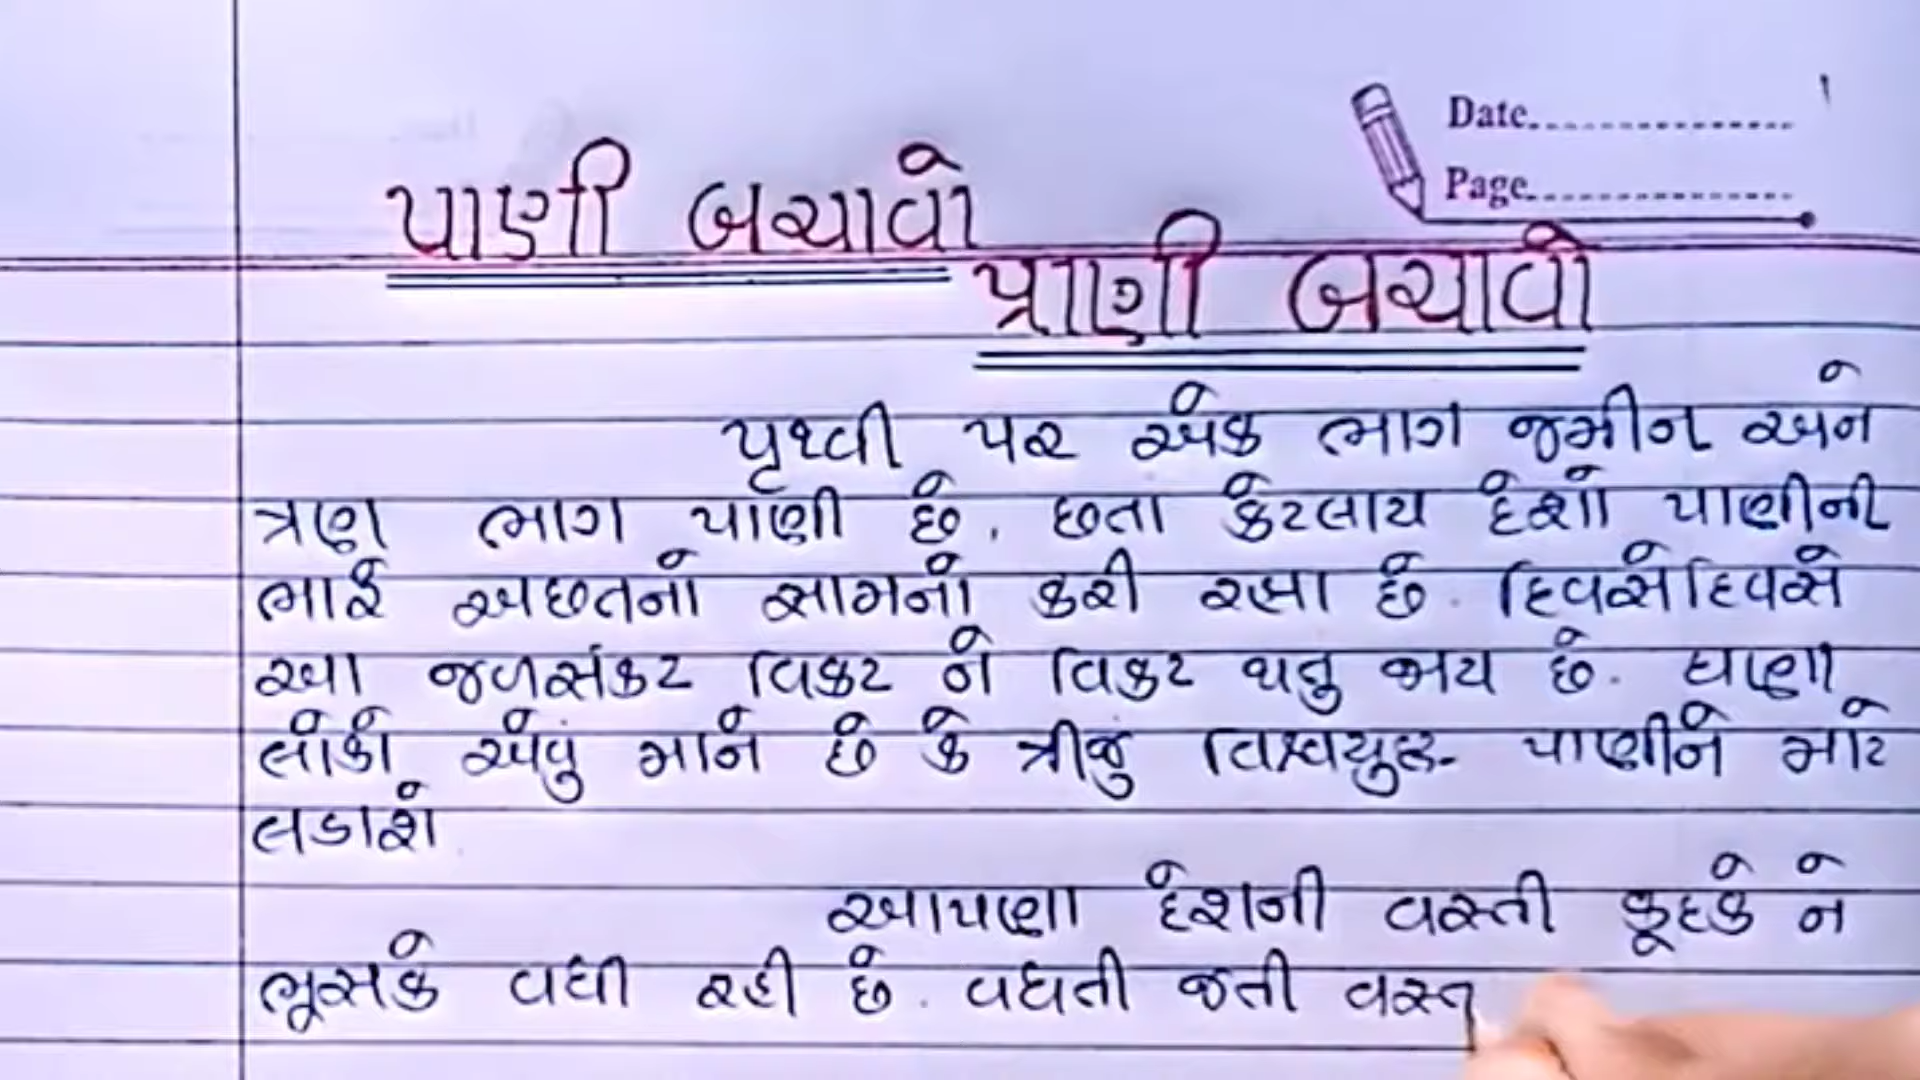 Date
Page
પાણી બચાવો
પ્રાણી બચાવો
પૃથ્વી પર એક ભાગ જમીન અને
ત્રણ ભાગ પાણી છે. છતા કેટલાય દેશો પાણીની
ભારે અછતનો સામનો કરી રહ્યા છે. દિવસેદિવસે
આ જળસંકટ વિકટ ને વિકટ થતુ જાય છે. ઘણા
લોકો એવું માને છે કે ત્રીજુ વિશ્વયુદ્ધ પાણીને માટે
લડાશે
આપણા દેશની વસ્તી કૂદકે ને
ભૂસકે વધી રહી છે. વધતી જતી વસ્ત